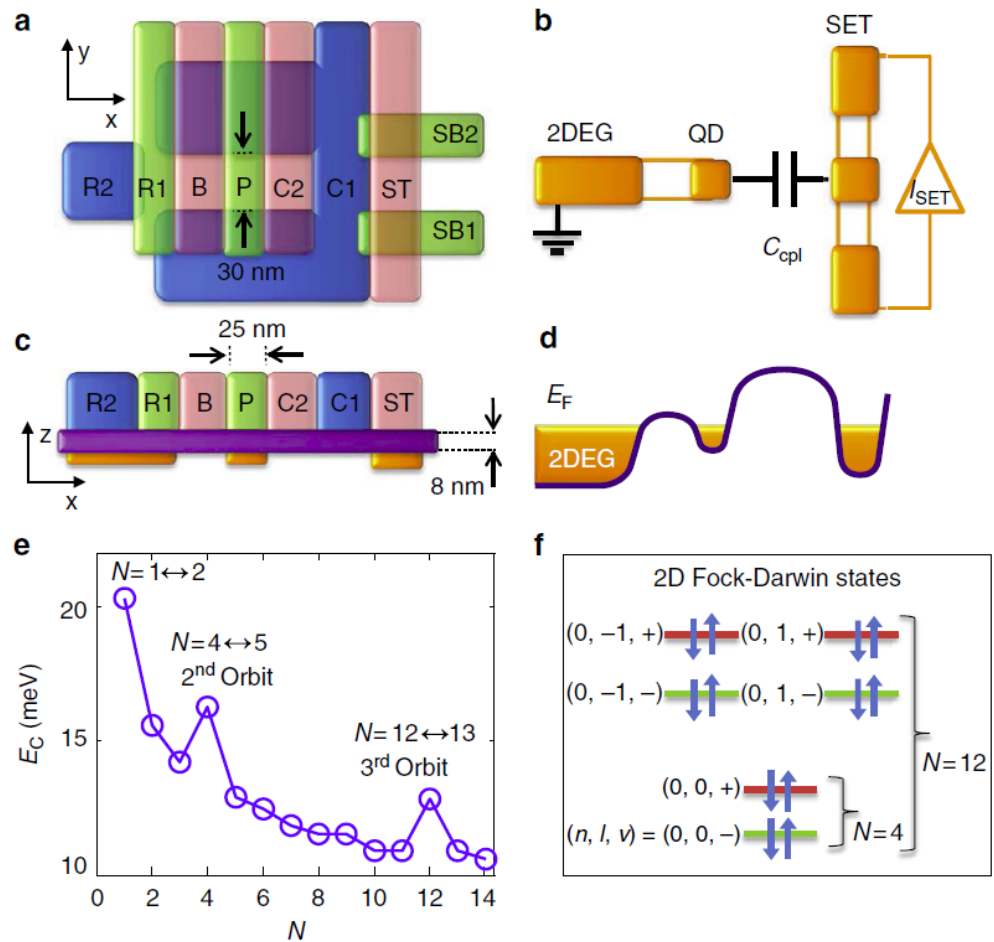 a
y
x
R2
R1
B
P
C2
C1
ST
SB2
SB1
30 nm
b
SET
2DEG
QD
I_SET
C_cpl
c
25 nm
R2
R1
B
P
C2
C1
ST
z
x
8 nm
d
E_F
2DEG
e
N=1↔2
N=4↔5
2nd Orbit
N=12↔13
3rd Orbit
E_C (meV)
20
15
10
0 2 4 6 8 10 12 14
N
f
2D Fock-Darwin states
(0, −1, +) (0, 1, +)
(0, −1, −) (0, 1, −)
N=12
(0, 0, +)
(n, l, v) = (0, 0, −)
N=4